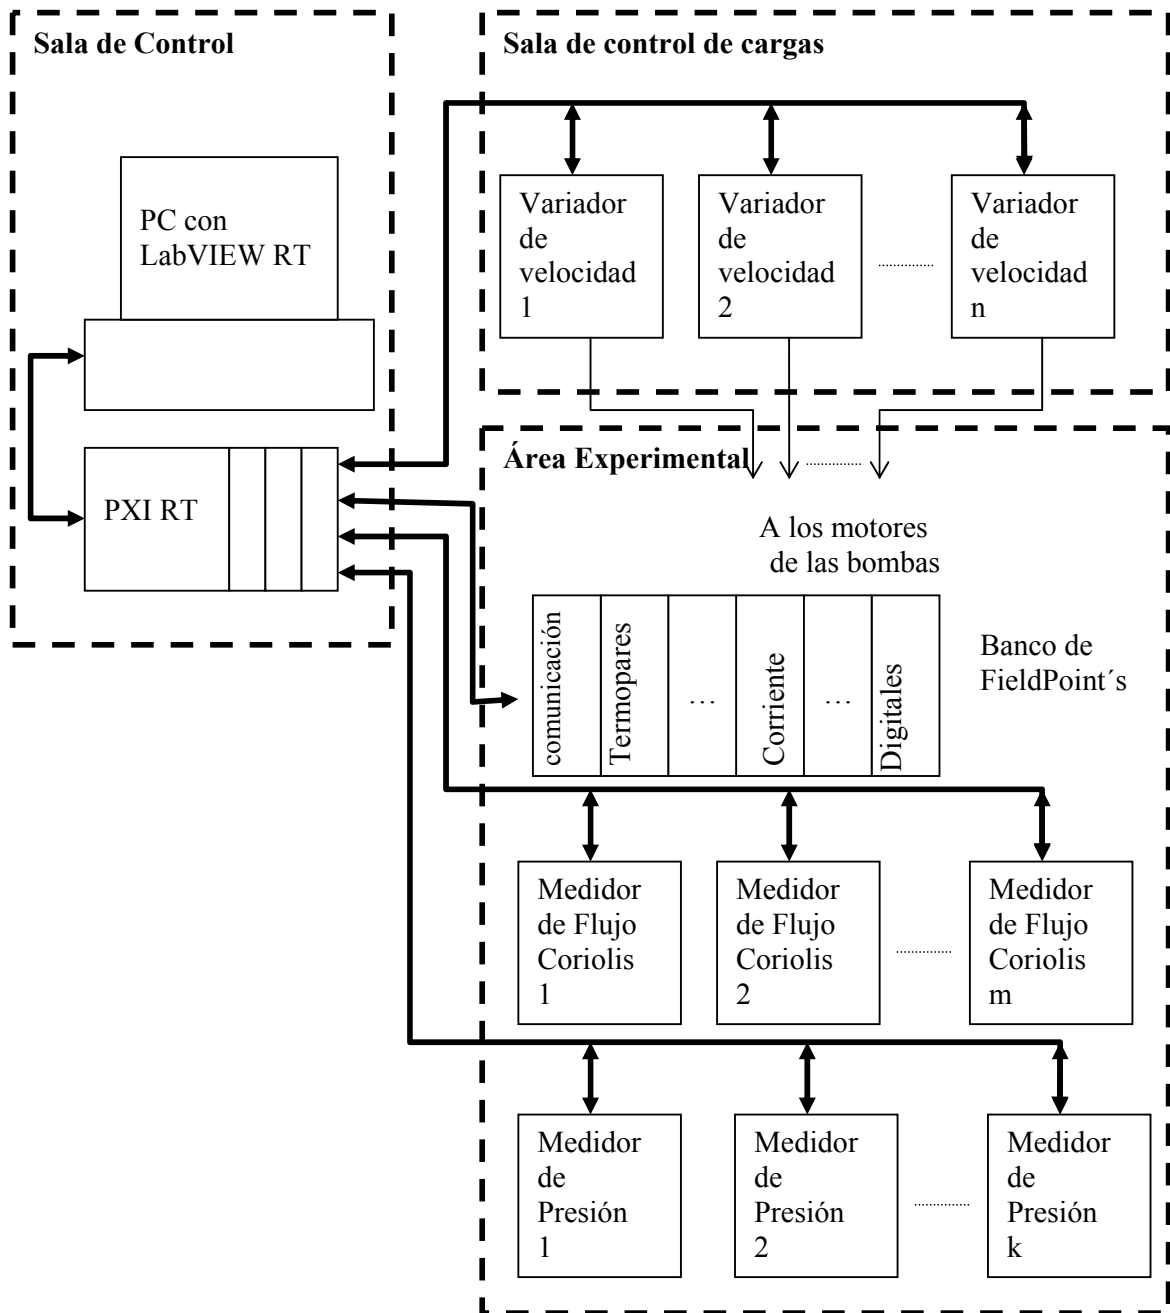 Sala de Control
Sala de control de cargas
PC con
LabVIEW RT
Variador
de
velocidad
1
Variador
de
velocidad
2
Variador
de
velocidad
n
PXI RT
Área Experimental
A los motores
de las bombas
comunicación
Termopares
...
Corriente
...
Digitales
Banco de
FieldPoint´s
Medidor
de Flujo
Coriolis
1
Medidor
de Flujo
Coriolis
2
Medidor
de Flujo
Coriolis
m
Medidor
de
Presión
1
Medidor
de
Presión
2
Medidor
de
Presión
k